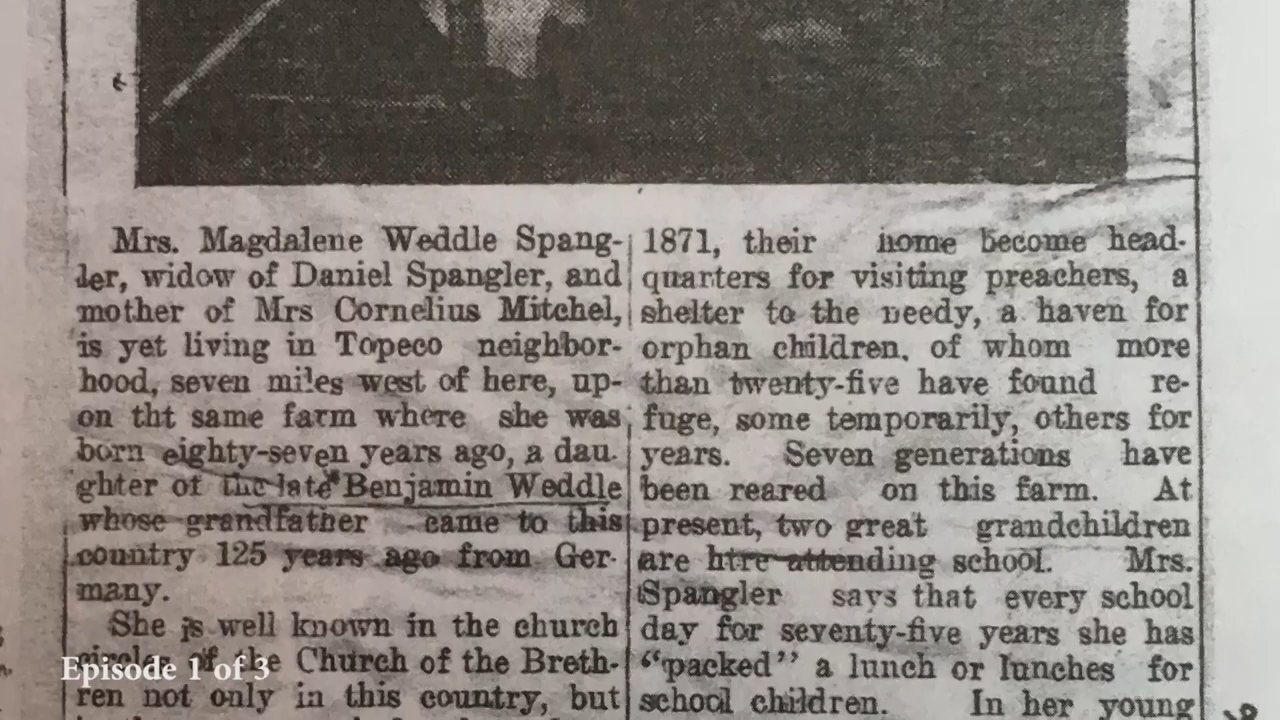 Mrs. Magdalene Weddle Spang-
ler, widow of Daniel Spangler, and
mother of Mrs Cornelius Mitchel,
is yet living in Topeco neighbor-
hood, seven miles west of here, up-
on tht same farm where she was
born eighty-seven years ago, a dau-
ghter of the late Benjamin Weddle
whose grandfather came to this
country 125 years ago from Ger-
many.
She is well known in the church
circles of the Church of the Breth-
ren not only in this country, but
1871, their home become head-
quarters for visiting preachers, a
shelter to the needy, a haven for
orphan children, of whom more
than twenty-five have found re-
fuge, some temporarily, others for
years. Seven generations have
been reared on this farm. At
present, two great grandchildren
are htre attending school. Mrs.
Spangler says that every school
day for seventy-five years she has
"packed" a lunch or lunches for
school children. In her young
Episode 1 of 3